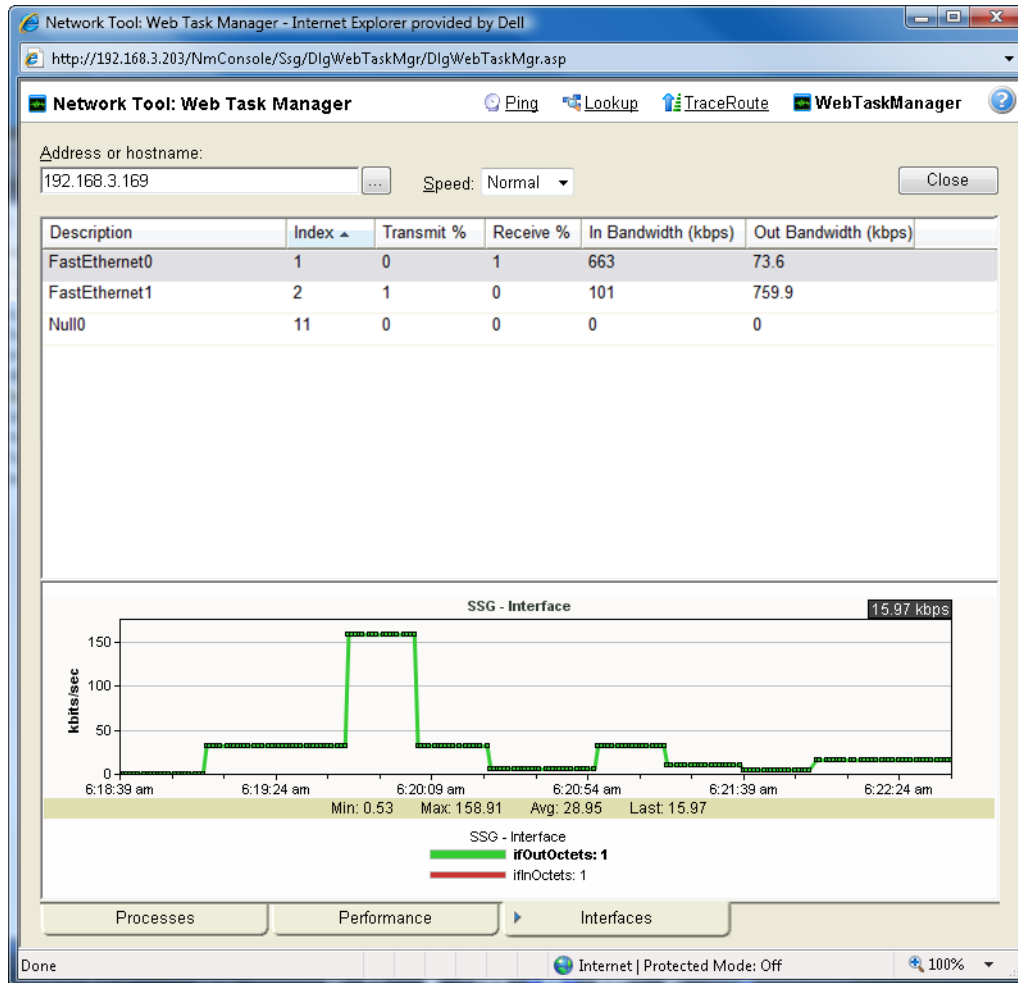 Network Tool: Web Task Manager - Internet Explorer provided by Dell
http://192.168.3.203/NmConsole/Ssg/DlgWebTaskMgr/DlgWebTaskMgr.asp
Network Tool: Web Task Manager Ping Lookup TraceRoute WebTaskManager ?
Address or hostname:
192.168.3.169 ... Speed: Normal Close
Description Index Transmit % Receive % In Bandwidth (kbps) Out Bandwidth (kbps)
FastEthernet0 1 0 1 663 73.6
FastEthernet1 2 1 0 101 759.9
Null0 11 0 0 0 0
SSG - Interface
15.97 kbps
kbits/sec
150
100
50
0
6:18:39 am 6:19:24 am 6:20:09 am 6:20:54 am 6:21:39 am 6:22:24 am
Min: 0.53 Max: 158.91 Avg: 28.95 Last: 15.97
SSG - Interface
ifOutOctets: 1
ifInOctets: 1
Processes Performance Interfaces
Done Internet | Protected Mode: Off 100%